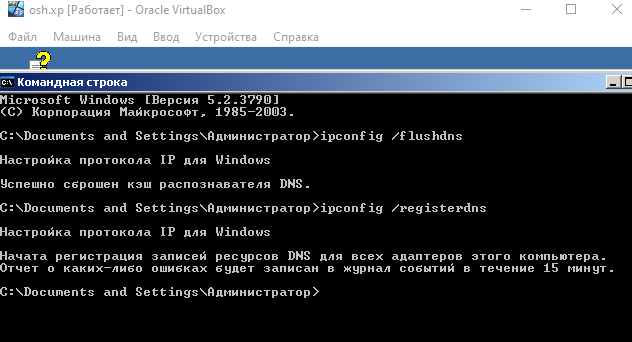 osh.xp [Работает] - Oracle VirtualBox
Файл Машина Вид Ввод Устройства Справка
Командная строка
Microsoft Windows [Версия 5.2.3790]
(C) Корпорация Майкрософт, 1985-2003.
C:\Documents and Settings\Администратор>ipconfig /flushdns
Настройка протокола IP для Windows
Успешно сброшен кэш распознавателя DNS.
C:\Documents and Settings\Администратор>ipconfig /registerdns
Настройка протокола IP для Windows
Начата регистрация записей ресурсов DNS для всех адаптеров этого компьютера.
Отчет о каких-либо ошибках будет записан в журнал событий в течение 15 минут.
C:\Documents and Settings\Администратор>